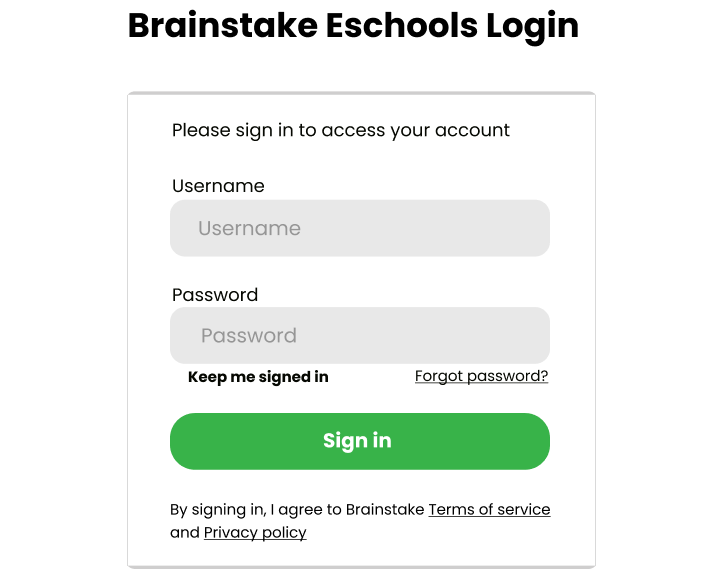 Brainstake Eschools Login
Please sign in to access your account
Username
Username
Password
Password
Keep me signed in
Forgot password?
Sign in
By signing in, I agree to Brainstake Terms of service
and Privacy policy